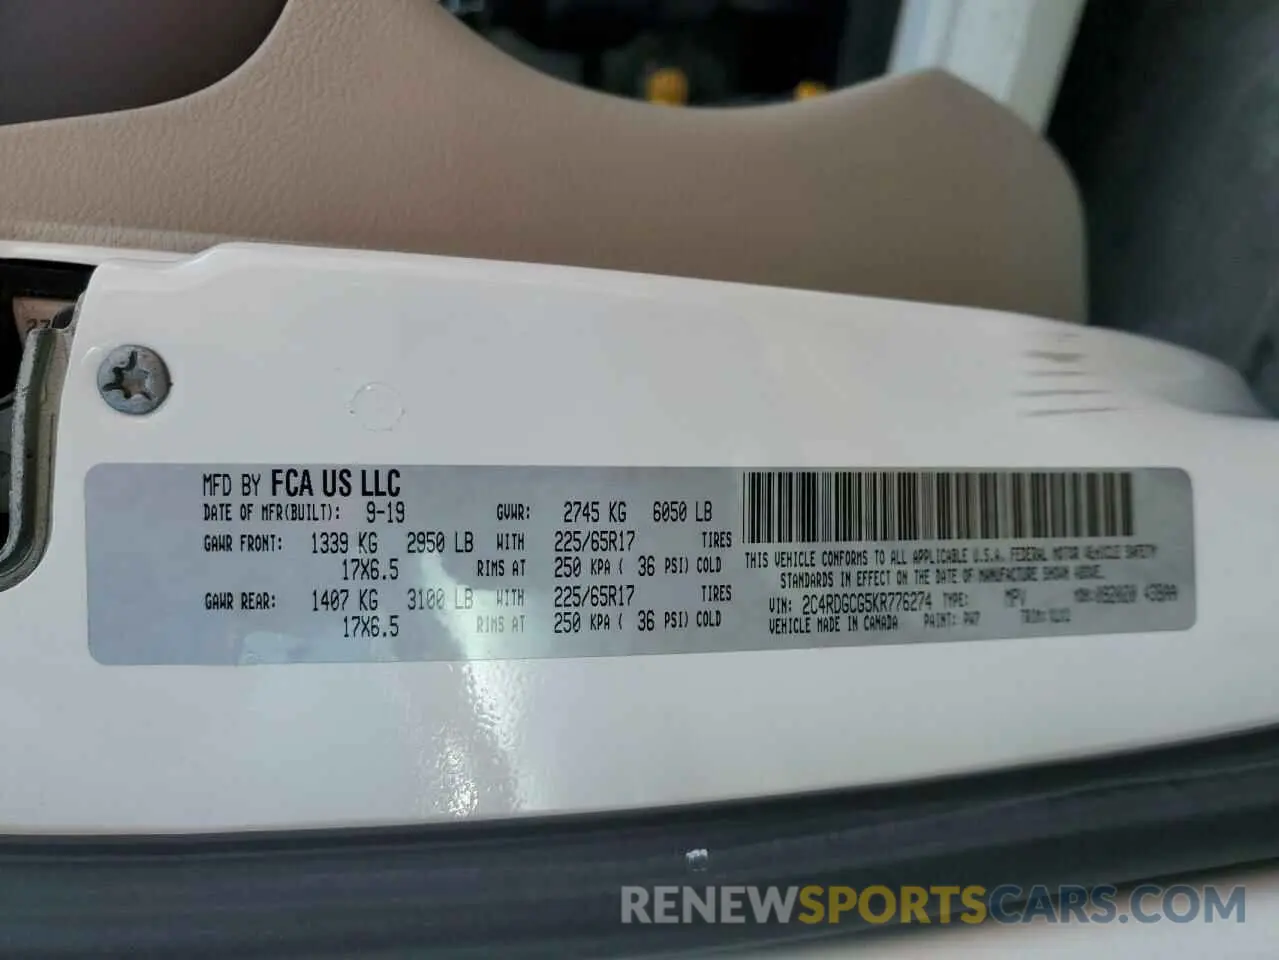 27
MFD BY FCA US LLC
DATE OF MFR(BUILT): 9-19 GVWR: 2745 KG 6050 LB
GAWR FRONT: 1339 KG 2950 LB WITH 225/65R17 TIRES
17X6.5 RIMS AT 250 KPA ( 36 PSI) COLD
GAWR REAR: 1407 KG 3100 LB WITH 225/65R17
17X6.5 RIMS AT 250 KPA ( 36 PSI) COLD
THIS VEHICLE CONFORMS TO ALL APPLICABLE U.S.A. FEDERAL MOTOR VEHICLE SAFETY
STANDARDS IN EFFECT ON THE DATE OF MANUFACTURE SHOWN ABOVE.
VIN: 2C4RDGCG5KR776274 TYPE: MPV MDH:
VEHICLE MADE IN CANADA PAINT: PW7 TRIM:
RENEWSPORTSCARS.COM